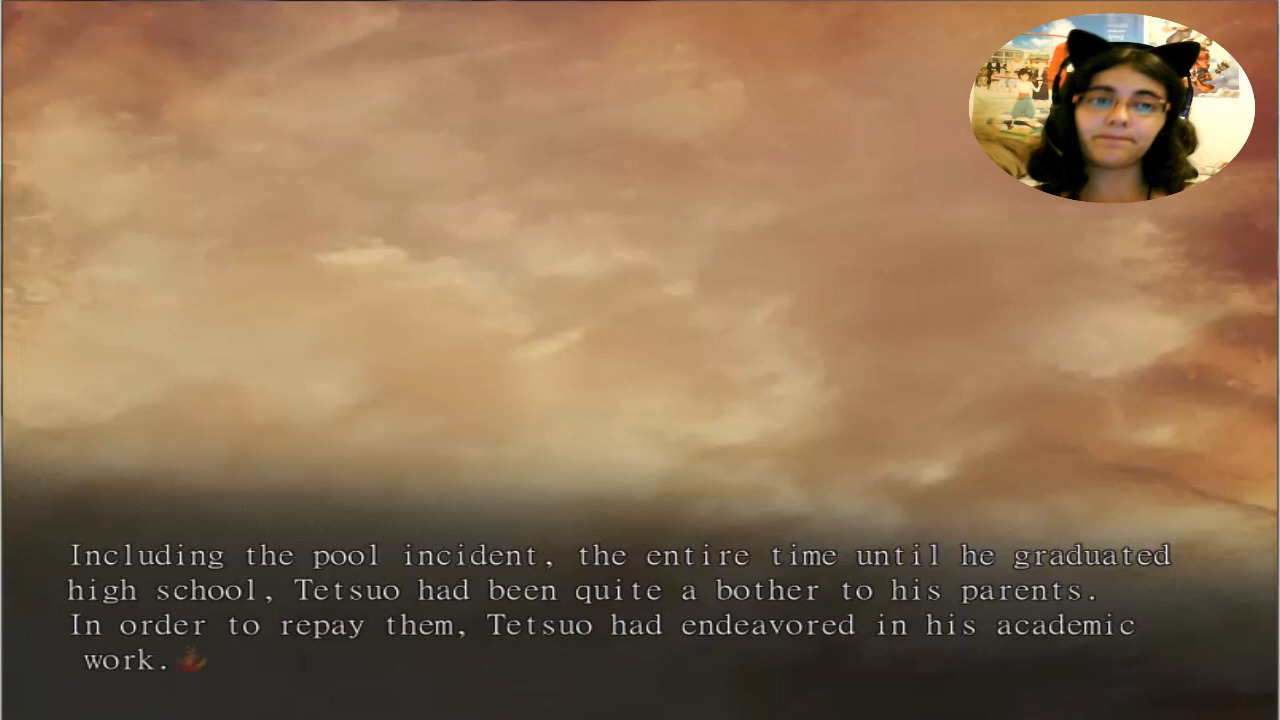 Including the pool incident, the entire time until he graduated
high school, Tetsuo had been quite a bother to his parents.
In order to repay them, Tetsuo had endeavored in his academic
work.